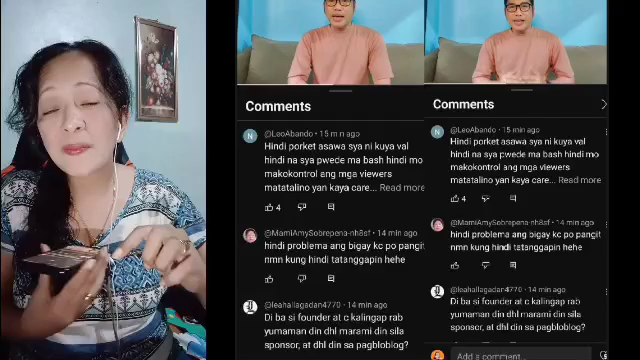 Comments
@LeoAbando • 15 min ago
Hindi porket asawa sya ni kuya val
hindi na sya pwede ma bash hindi mo
makokontrol ang mga viewers
matatalino yan kaya care... Read more
4
@MamiAmySobrepena-nh8sf • 14 min ago
hindi problema ang bigay kc po pangit
nmn kung hindi tatanggapin hehe
@leahallagadan4770 • 14 min ago
Di ba si founder at c kalingap rab
yumaman din dhl marami din sila
sponsor, at dhl din sa pagbloblog?
Comments
@LeoAbando • 15 min ago
Hindi porket asawa sya ni kuya val
hindi na sya pwede ma bash hindi mo
makokontrol ang mga viewers
matatalino yan kaya care... Read more
4
@MamiAmySobrepena-nh8sf • 14 min ago
hindi problema ang bigay kc po pangit
nmn kung hindi tatanggapin hehe
@leahallagadan4770 • 14 min ago
Di ba si founder at c kalingap rab
yumaman din dhl marami din sila
sponsor, at dhl din sa pagbloblog?
Add a comment...